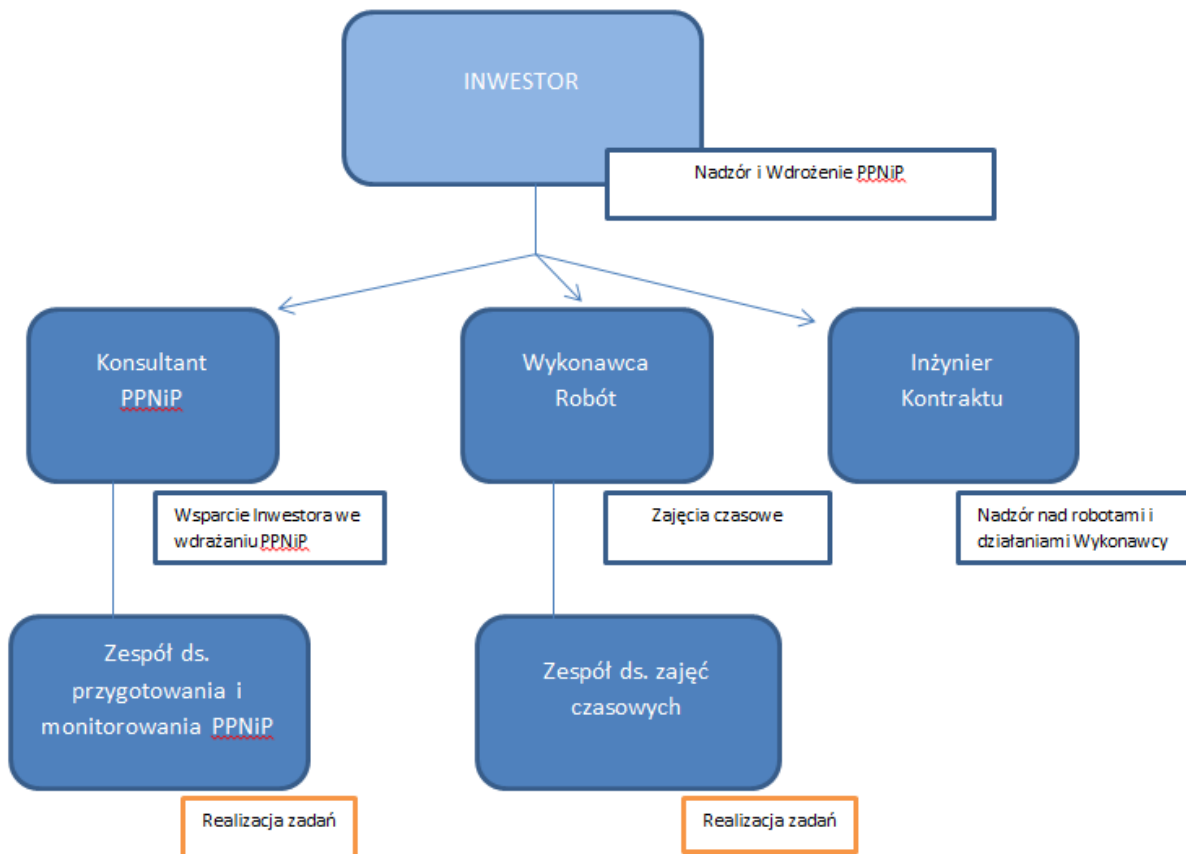 INWESTOR
Nadzór i Wdrożenie PPNiP
Konsultant
PPNiP
Wykonawca
Robót
Inżynier
Kontraktu
Wsparcie Inwestora we
wdrażaniu PPNiP
Zajęcia czasowe
Nadzór nad robotami i
działaniami Wykonawcy
Zespół ds.
przygotowania i
monitorowania PPNiP
Zespół ds. zajęć
czasowych
Realizacja zadań
Realizacja zadań